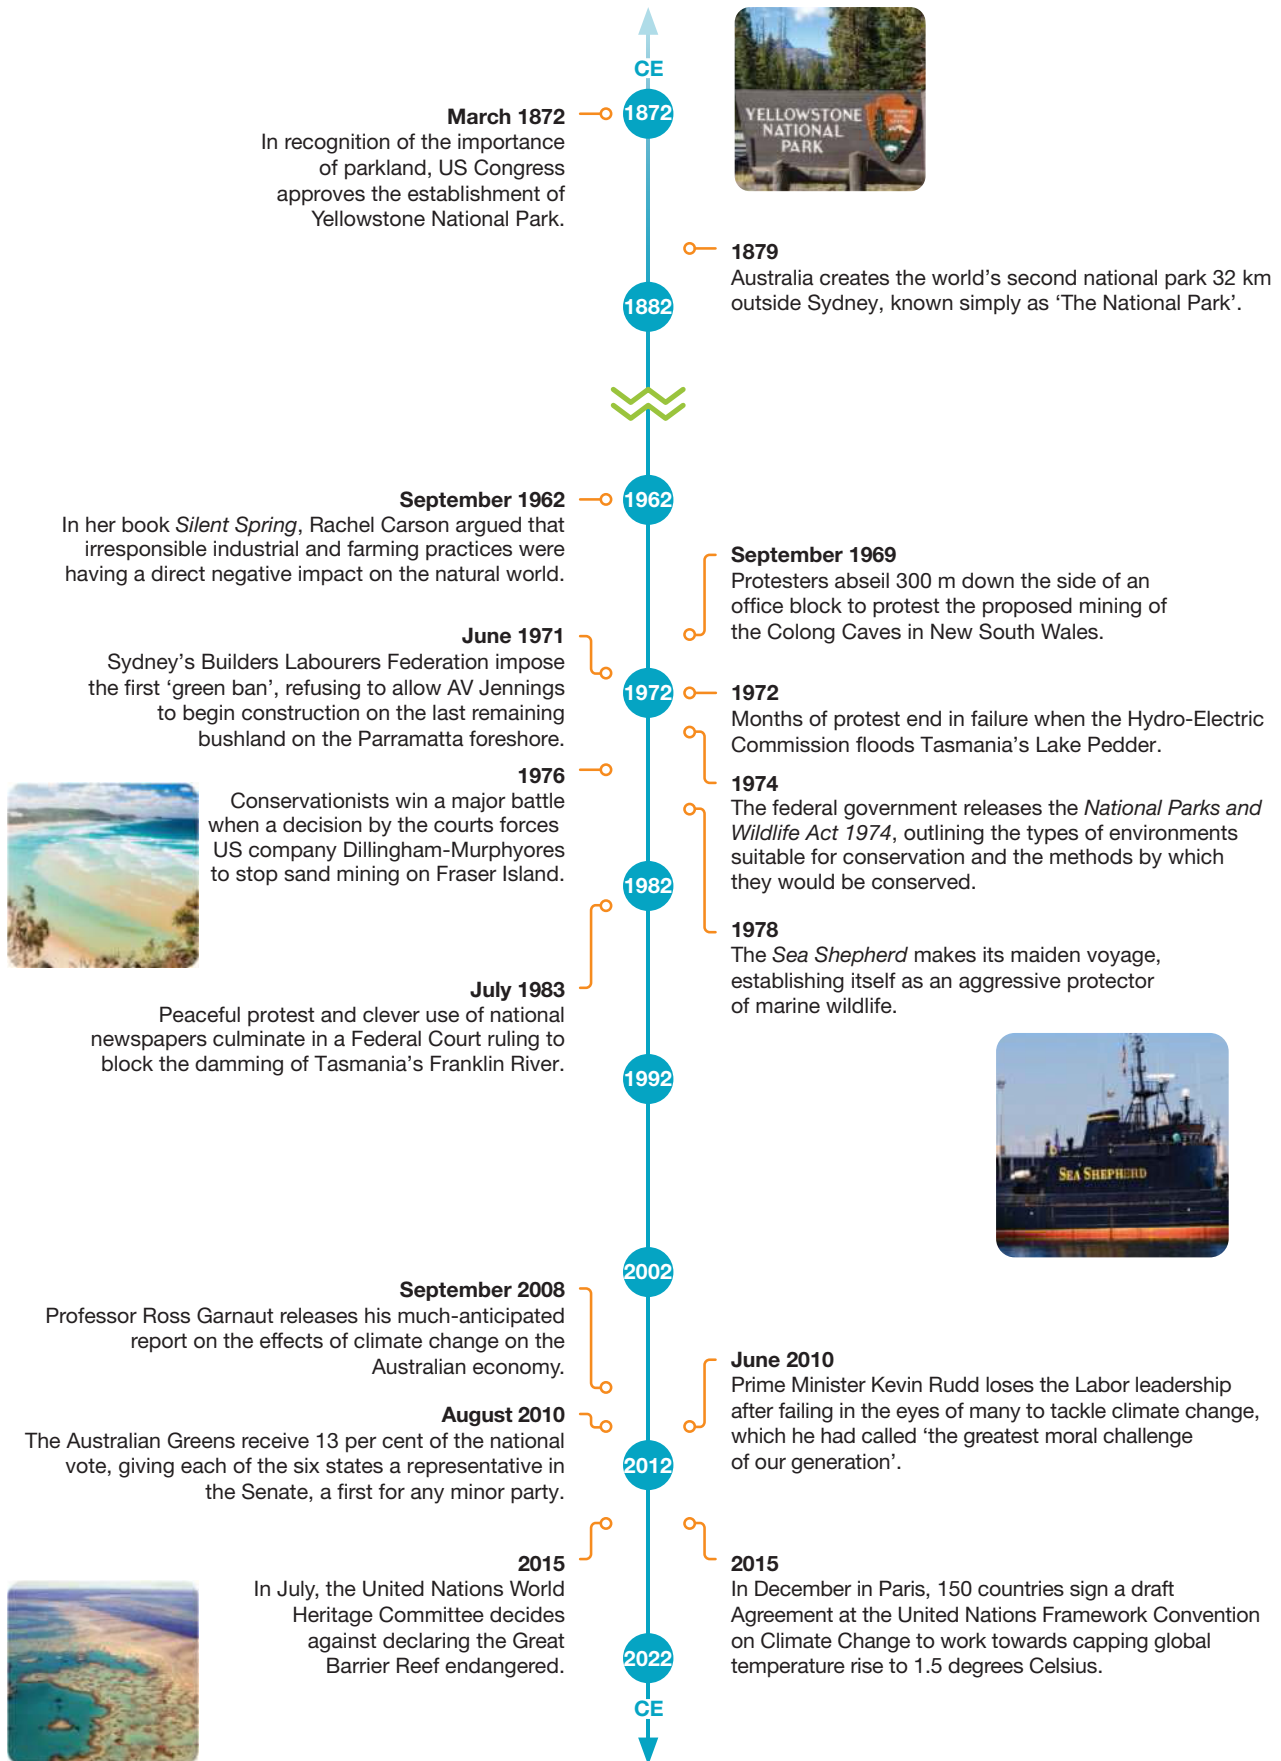 CE
1872
YELLOWSTONE
NATIONAL
PARK
March 1872
In recognition of the importance
of parkland, US Congress
approves the establishment of
Yellowstone National Park.
1879
Australia creates the world’s second national park 32 km
outside Sydney, known simply as ‘The National Park’.
1882
September 1962
In her book Silent Spring, Rachel Carson argued that
irresponsible industrial and farming practices were
having a direct negative impact on the natural world.
1962
September 1969
Protesters abseil 300 m down the side of an
office block to protest the proposed mining of
the Colong Caves in New South Wales.
June 1971
Sydney’s Builders Labourers Federation impose
the first ‘green ban’, refusing to allow AV Jennings
to begin construction on the last remaining
bushland on the Parramatta foreshore.
1972
1972
Months of protest end in failure when the Hydro-Electric
Commission floods Tasmania’s Lake Pedder.
1974
The federal government releases the National Parks and
Wildlife Act 1974, outlining the types of environments
suitable for conservation and the methods by which
they would be conserved.
1976
Conservationists win a major battle
when a decision by the courts forces
US company Dillingham-Murphyores
to stop sand mining on Fraser Island.
1982
1978
The Sea Shepherd makes its maiden voyage,
establishing itself as an aggressive protector
of marine wildlife.
July 1983
Peaceful protest and clever use of national
newspapers culminate in a Federal Court ruling to
block the damming of Tasmania’s Franklin River.
1992
SEA SHEPHERD
2002
September 2008
Professor Ross Garnaut releases his much-anticipated
report on the effects of climate change on the
Australian economy.
June 2010
Prime Minister Kevin Rudd loses the Labor leadership
after failing in the eyes of many to tackle climate change,
which he had called ‘the greatest moral challenge
of our generation’.
August 2010
The Australian Greens receive 13 per cent of the national
vote, giving each of the six states a representative in
the Senate, a first for any minor party.
2012
2015
In July, the United Nations World
Heritage Committee decides
against declaring the Great
Barrier Reef endangered.
2015
In December in Paris, 150 countries sign a draft
Agreement at the United Nations Framework Convention
on Climate Change to work towards capping global
temperature rise to 1.5 degrees Celsius.
2022
CE